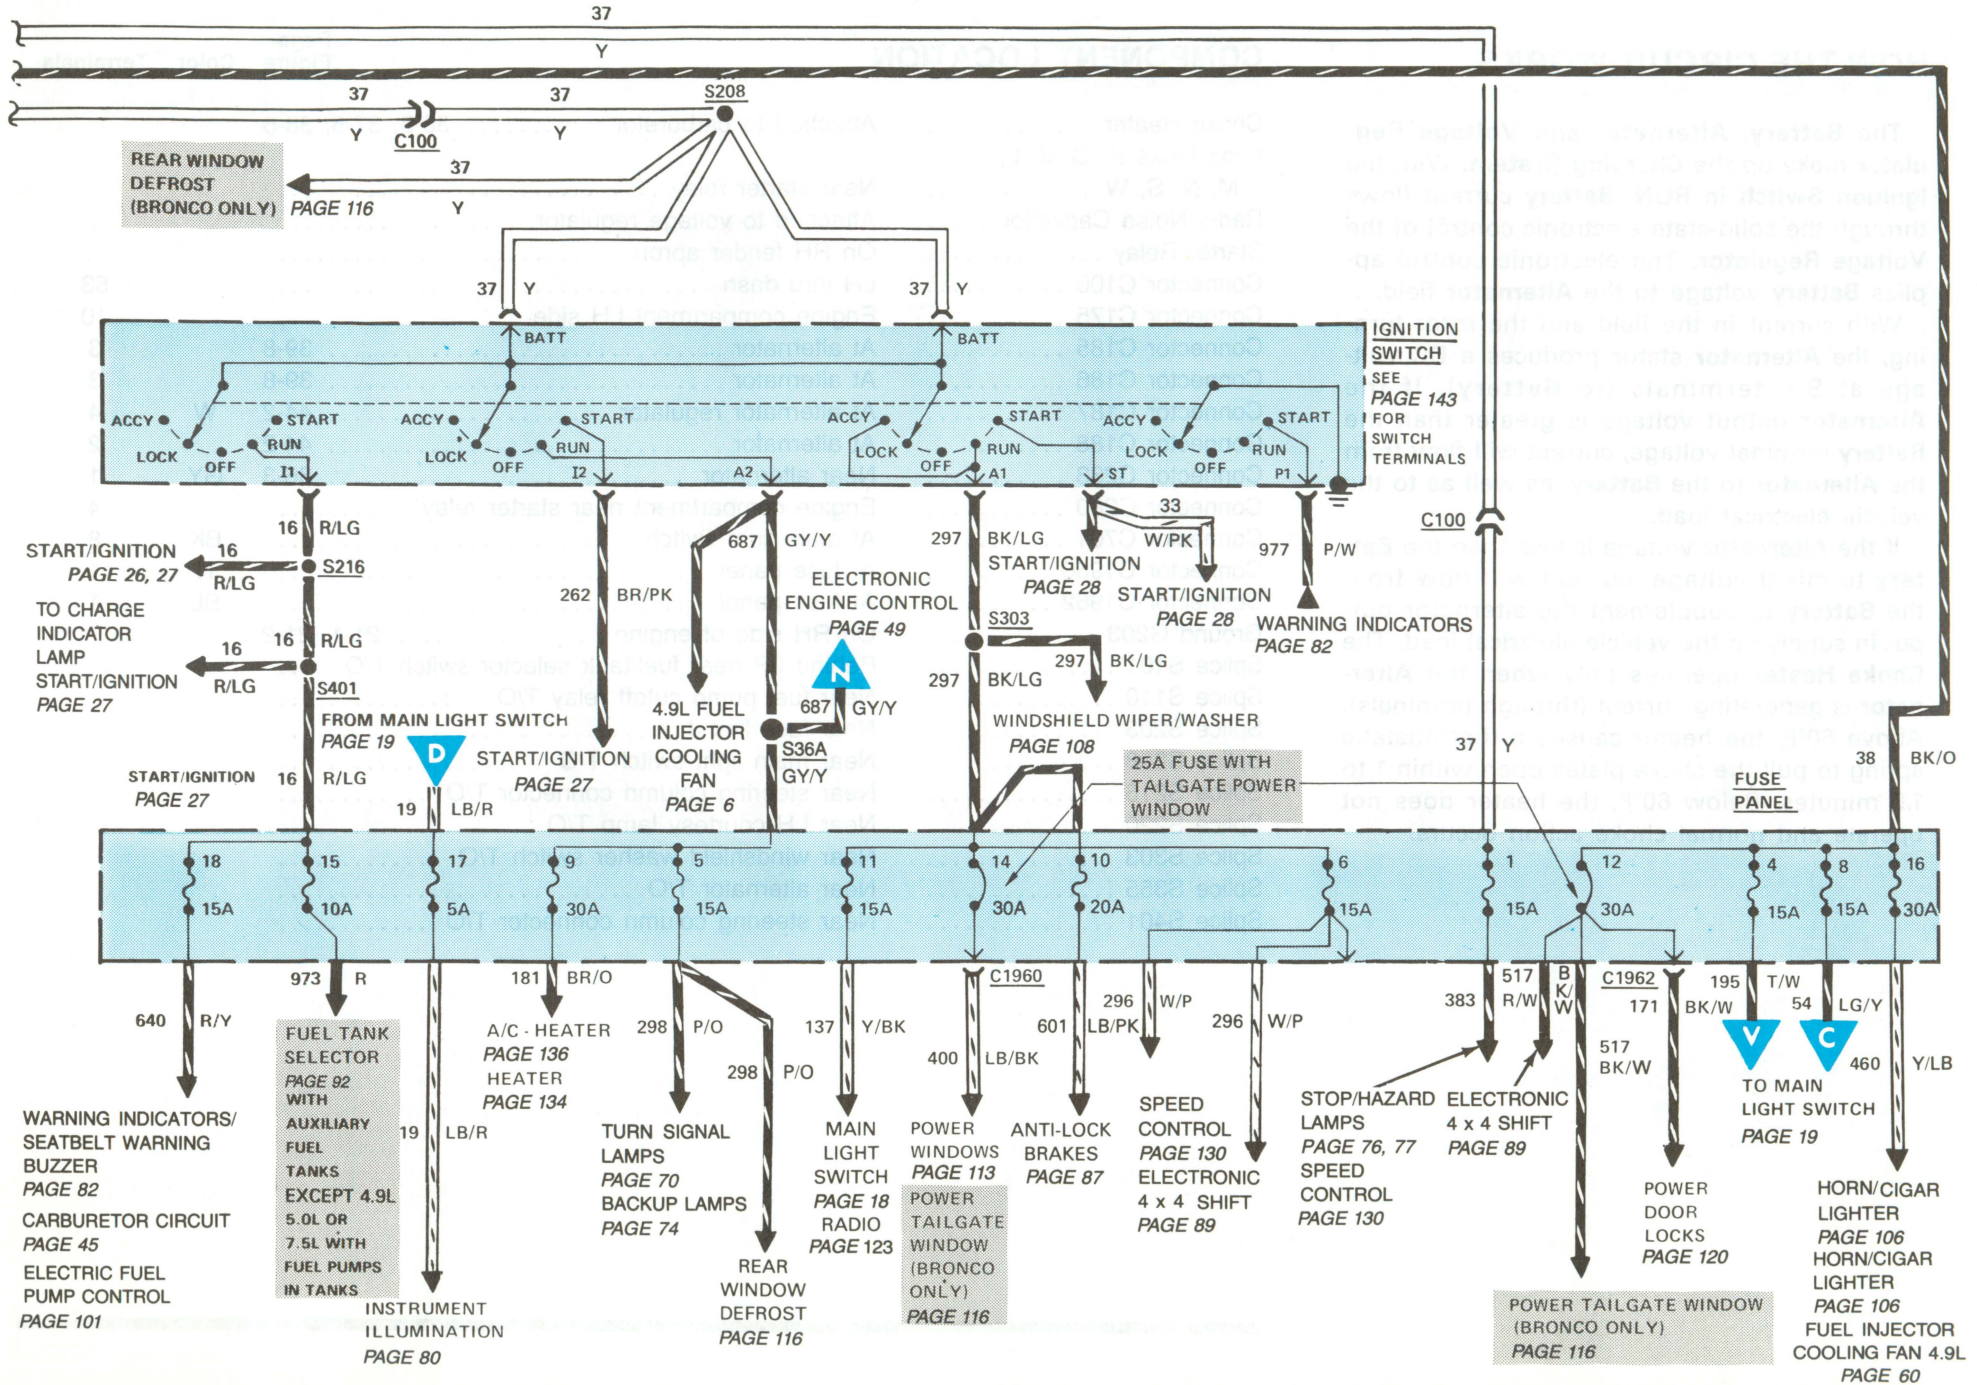 37
Y
S208
37
37
Y
C100
Y
REAR WINDOW
DEFROST
(BRONCO ONLY)
PAGE 116
37
Y
37 Y
37 Y
BATT
BATT
IGNITION
SWITCH
SEE
PAGE 143
FOR
SWITCH
TERMINALS
ACCY
LOCK
OFF
RUN
START
I1
ACCY
LOCK
OFF
RUN
START
I2
A2
ACCY
LOCK
OFF
RUN
START
A1
ACCY
LOCK
OFF
RUN
START
ST
P1
C100
16 R/LG
START/IGNITION
PAGE 26, 27
16
R/LG
S216
TO CHARGE
INDICATOR
LAMP
START/IGNITION
PAGE 27
16 R/LG
16
R/LG
S401
FROM MAIN LIGHT SWITCH
PAGE 19
D
START/IGNITION
PAGE 27
16 R/LG
19 LB/R
262 BR/PK
START/IGNITION
PAGE 27
687 GY/Y
ELECTRONIC
ENGINE CONTROL
PAGE 49
N
687 GY/Y
4.9L FUEL
INJECTOR
COOLING
FAN
PAGE 6
S36A
GY/Y
297 BK/LG
START/IGNITION
PAGE 28
33
W/PK
START/IGNITION
PAGE 28
977 P/W
WARNING INDICATORS
PAGE 82
S303
297 BK/LG
297 BK/LG
WINDSHIELD WIPER/WASHER
PAGE 108
25A FUSE WITH
TAILGATE POWER
WINDOW
37 Y
FUSE
PANEL
38 BK/O
18
15A
15
10A
17
5A
9
30A
5
15A
11
15A
14
30A
10
20A
6
15A
1
15A
12
30A
4
15A
8
15A
16
30A
640 R/Y
WARNING INDICATORS/
SEATBELT WARNING
BUZZER
PAGE 82
CARBURETOR CIRCUIT
PAGE 45
ELECTRIC FUEL
PUMP CONTROL
PAGE 101
973 R
FUEL TANK
SELECTOR
PAGE 92
WITH
AUXILIARY
FUEL
TANKS
EXCEPT 4.9L
5.0L OR
7.5L WITH
FUEL PUMPS
IN TANKS
19 LB/R
INSTRUMENT
ILLUMINATION
PAGE 80
181 BR/O
A/C - HEATER
PAGE 136
HEATER
PAGE 134
298 P/O
TURN SIGNAL
LAMPS
PAGE 70
BACKUP LAMPS
PAGE 74
298 P/O
REAR
WINDOW
DEFROST
PAGE 116
137 Y/BK
MAIN
LIGHT
SWITCH
PAGE 18
RADIO
PAGE 123
C1960
400 LB/BK
POWER
WINDOWS
PAGE 113
POWER
TAILGATE
WINDOW
(BRONCO
ONLY)
PAGE 116
601 LB/PK
ANTI-LOCK
BRAKES
PAGE 87
296 W/P
SPEED
CONTROL
PAGE 130
ELECTRONIC
4 x 4 SHIFT
PAGE 89
296 W/P
383
STOP/HAZARD
LAMPS
PAGE 76, 77
SPEED
CONTROL
PAGE 130
517
R/W
ELECTRONIC
4 x 4 SHIFT
PAGE 89
B
K/
W
517
BK/W
POWER TAILGATE WINDOW
(BRONCO ONLY)
PAGE 116
C1962
171 BK/W
POWER
DOOR
LOCKS
PAGE 120
195 T/W
V
54 LG/Y
C
TO MAIN
LIGHT SWITCH
PAGE 19
460 Y/LB
HORN/CIGAR
LIGHTER
PAGE 106
HORN/CIGAR
LIGHTER
PAGE 106
FUEL INJECTOR
COOLING FAN 4.9L
PAGE 60